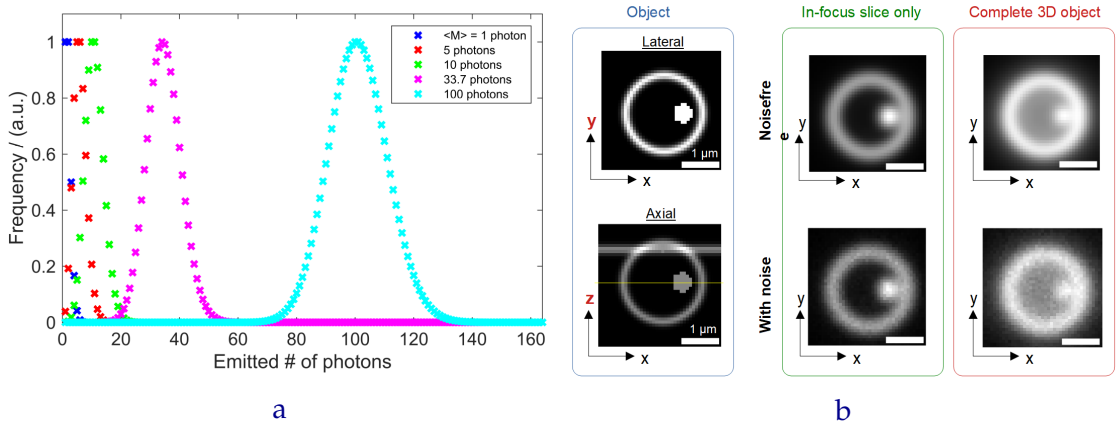 Frequency / (a.u.)
1
0.8
0.6
0.4
0.2
0
0 20 40 60 80 100 120 140 160
Emitted # of photons
<M> = 1 photon
5 photons
10 photons
33.7 photons
100 photons
a
Object
Lateral
y
x
1 μm
Axial
z
x
1 μm
In-focus slice only
Complete 3D object
Noisefre
e
y
x
y
x
With noise
y
x
y
x
b